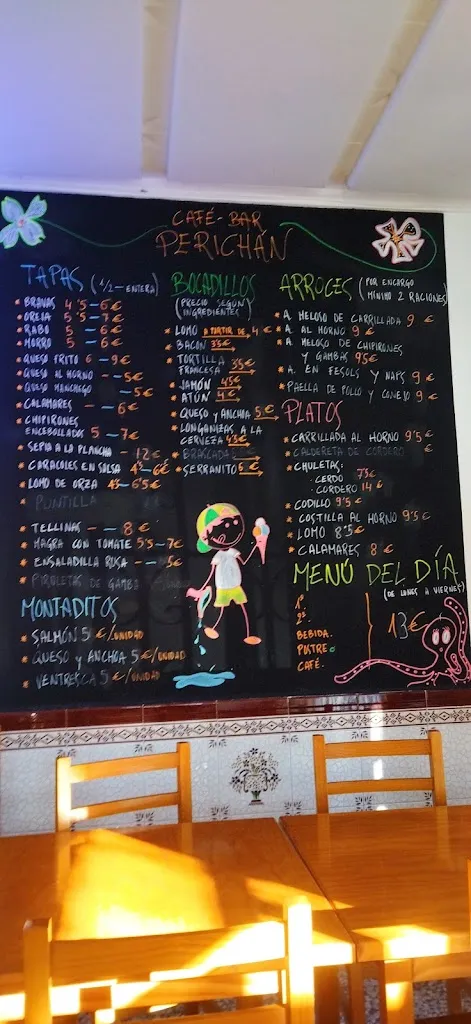 CAFÉ-BAR
PERICHÁN
TAPAS (1/2-ENTERA)
BRAVAS 4'5-6€
OREJA 5'5-7€
RABO 5-6€
MORRO 5-6€
QUESO FRITO 6-9€
QUESO AL HORNO --5€
QUESO MANCHEGO --5€
CALAMARES --6€
CHIPIRONES
ENCEBOLLADOS 5-7€
SEPIA A LA PLANCHA -12€
CARACOLES EN SALSA 4'5-6€
LOMO DE ORZA 4'5-6'5€
PUNTILLA
TELLINAS -- 8€
MAGRA CON TOMATE 5'5-7€
ENSALADILLA RUSA --5€
PIQUETAS DE GAMBA
MONTADITOS
SALMÓN 5€/UNIDAD
QUESO y ANCHOA 5€/UNIDAD
VENTRESCA 5€/UNIDAD
BOCADILLOS
(PRECIO SEGÚN
INGREDIENTES)
LOMO A PARTIR DE 4€
BACON
TORTILLA
FRANCESA
JAMÓN
ATÚN 4€
QUESO y ANCHOA 5€
LONGANIZAS A LA
CERVEZA
BRASCADA
SERRANITO
ARROCES (POR ENCARGO
MÍNIMO 2 RACIONES)
A. MELOSO DE CARRILLADA 9€
A. AL HORNO 9€
A. MELOSO DE CHIPIRONES
Y GAMBAS 9'5€
A. EN FESOLS Y NAPS 9€
PAELLA DE POLLO Y CONEJO 9€
PLATOS
CARRILLADA AL HORNO 9'5€
CALDERETA DE CORDERO
CHULETAS:
- CERDO 7'5€
- CORDERO 14€
CODILLO 9'5€
COSTILLA AL HORNO 9'5€
LOMO 8'5€
CALAMARES 8€
MENÚ DEL DÍA
(DE LUNES A VIERNES)
1º
2º
BEBIDA.
POSTRE o
CAFÉ.
13€